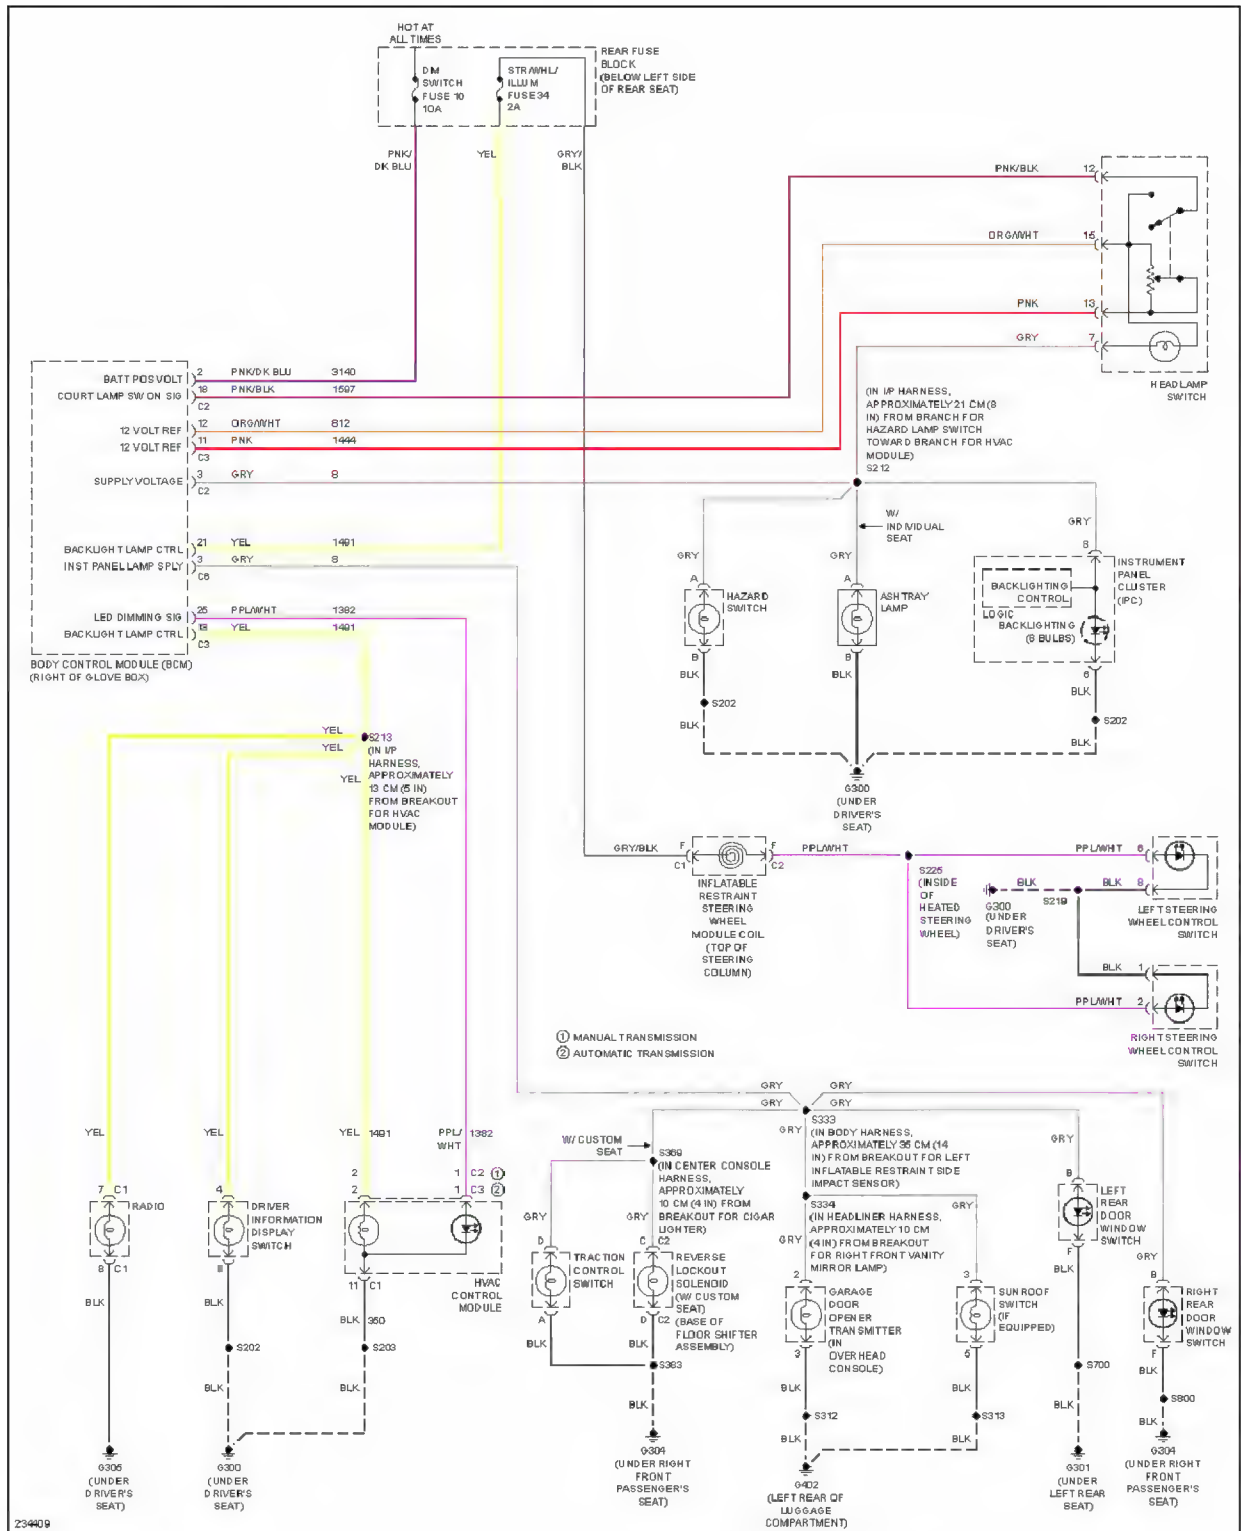 HOT AT
ALL TIMES
DIM
SWITCH
FUSE 10
10A
STR/WHL/
ILLUM
FUSE 34
2A
REAR FUSE
BLOCK
(BELOW LEFT SIDE
OF REAR SEAT)
PNK/
DK BLU
YEL
GRY/
BLK
PNK/BLK 12
ORG/WHT 15
PNK 13
GRY 7
HEADLAMP
SWITCH
BATT POS VOLT 2 PNK/DK BLU 3140
COURT LAMP SW ON SIG 18 PNK/BLK 1597
C2
12 VOLT REF 12 ORG/WHT 812
12 VOLT REF 11 PNK 1444
C3
SUPPLY VOLTAGE 3 GRY 8
C2
BACKLIGHT LAMP CTRL 21 YEL 1491
INST PANEL LAMP SPLY 3 GRY 8
C6
LED DIMMING SIG 25 PPL/WHT 1382
BACKLIGHT LAMP CTRL 13 YEL 1491
C3
BODY CONTROL MODULE (BCM)
(RIGHT OF GLOVE BOX)
(IN I/P HARNESS,
APPROXIMATELY 21 CM (8
IN) FROM BRANCH FOR
HAZARD LAMP SWITCH
TOWARD BRANCH FOR HVAC
MODULE)
S212
W/
INDIVIDUAL
SEAT
GRY
A
HAZARD
SWITCH
B
BLK
S202
BLK
GRY
A
ASHTRAY
LAMP
B
BLK
GRY
8
BACKLIGHTING
CONTROL
LOGIC
BACKLIGHTING
(8 BULBS)
INSTRUMENT
PANEL
CLUSTER
(IPC)
6
BLK
S202
BLK
G300
(UNDER
DRIVER'S
SEAT)
YEL
YEL
YEL
S213
(IN I/P
HARNESS,
APPROXIMATELY
13 CM (5 IN)
FROM BREAKOUT
FOR HVAC
MODULE)
GRY/BLK F
C1
F PPL/WHT
C2
INFLATABLE
RESTRAINT
STEERING
WHEEL
MODULE COIL
(TOP OF
STEERING
COLUMN)
S225
(INSIDE
OF
HEATED
STEERING
WHEEL)
PPL/WHT 6
BLK
BLK 8
S219
G300
(UNDER
DRIVER'S
SEAT)
LEFT STEERING
WHEEL CONTROL
SWITCH
BLK 1
PPL/WHT 2
RIGHT STEERING
WHEEL CONTROL
SWITCH
① MANUAL TRANSMISSION
② AUTOMATIC TRANSMISSION
GRY GRY
GRY GRY
GRY
S333
(IN BODY HARNESS,
APPROXIMATELY 35 CM (14
IN) FROM BREAKOUT FOR LEFT
INFLATABLE RESTRAINT SIDE
IMPACT SENSOR)
W/ CUSTOM
SEAT
S369
(IN CENTER CONSOLE
HARNESS,
APPROXIMATELY
10 CM (4 IN) FROM
BREAKOUT FOR CIGAR
LIGHTER)
S334
(IN HEADLINER HARNESS,
APPROXIMATELY 10 CM
(4 IN) FROM BREAKOUT
FOR RIGHT FRONT VANITY
MIRROR LAMP)
YEL
7 C1
RADIO
8 C1
BLK
G305
(UNDER
DRIVER'S
SEAT)
YEL
4
DRIVER
INFORMATION
DISPLAY
SWITCH
BLK
S202
BLK
G300
(UNDER
DRIVER'S
SEAT)
YEL 1491
PPL/ 1382
WHT
2 1 C2 ①
2 1 C3 ②
HVAC
CONTROL
MODULE
11 C1
BLK 350
S203
BLK
GRY
D
TRACTION
CONTROL
SWITCH
A
BLK
GRY
C C2
REVERSE
LOCKOUT
SOLENOID
(W/ CUSTOM
SEAT)
(BASE OF
FLOOR SHIFTER
ASSEMBLY)
D C2
BLK
S383
BLK
G304
(UNDER RIGHT
FRONT
PASSENGER'S
SEAT)
GRY
2
GARAGE
DOOR
OPENER
TRANSMITTER
(IN
OVERHEAD
CONSOLE)
3
BLK
S312
BLK
G402
(LEFT REAR OF
LUGGAGE
COMPARTMENT)
GRY
3
SUNROOF
SWITCH
(IF
EQUIPPED)
5
BLK
S313
GRY
B
LEFT
REAR
DOOR
WINDOW
SWITCH
F
BLK
S700
BLK
G301
(UNDER
LEFT REAR
SEAT)
GRY
B
RIGHT
REAR
DOOR
WINDOW
SWITCH
F
BLK
S800
BLK
G304
(UNDER RIGHT
FRONT
PASSENGER'S
SEAT)
234409